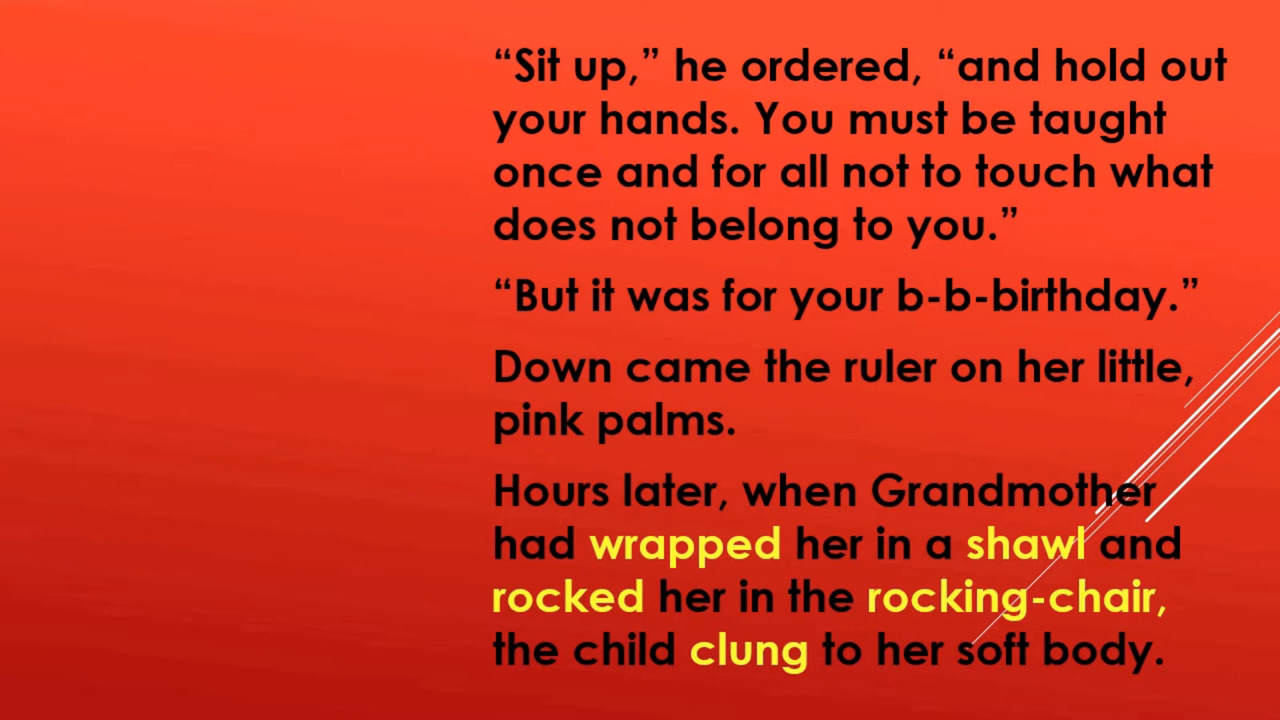 “Sit up,” he ordered, “and hold out
your hands. You must be taught
once and for all not to touch what
does not belong to you.”
“But it was for your b-b-birthday.”
Down came the ruler on her little,
pink palms.
Hours later, when Grandmother
had wrapped her in a shawl and
rocked her in the rocking-chair,
the child clung to her soft body.